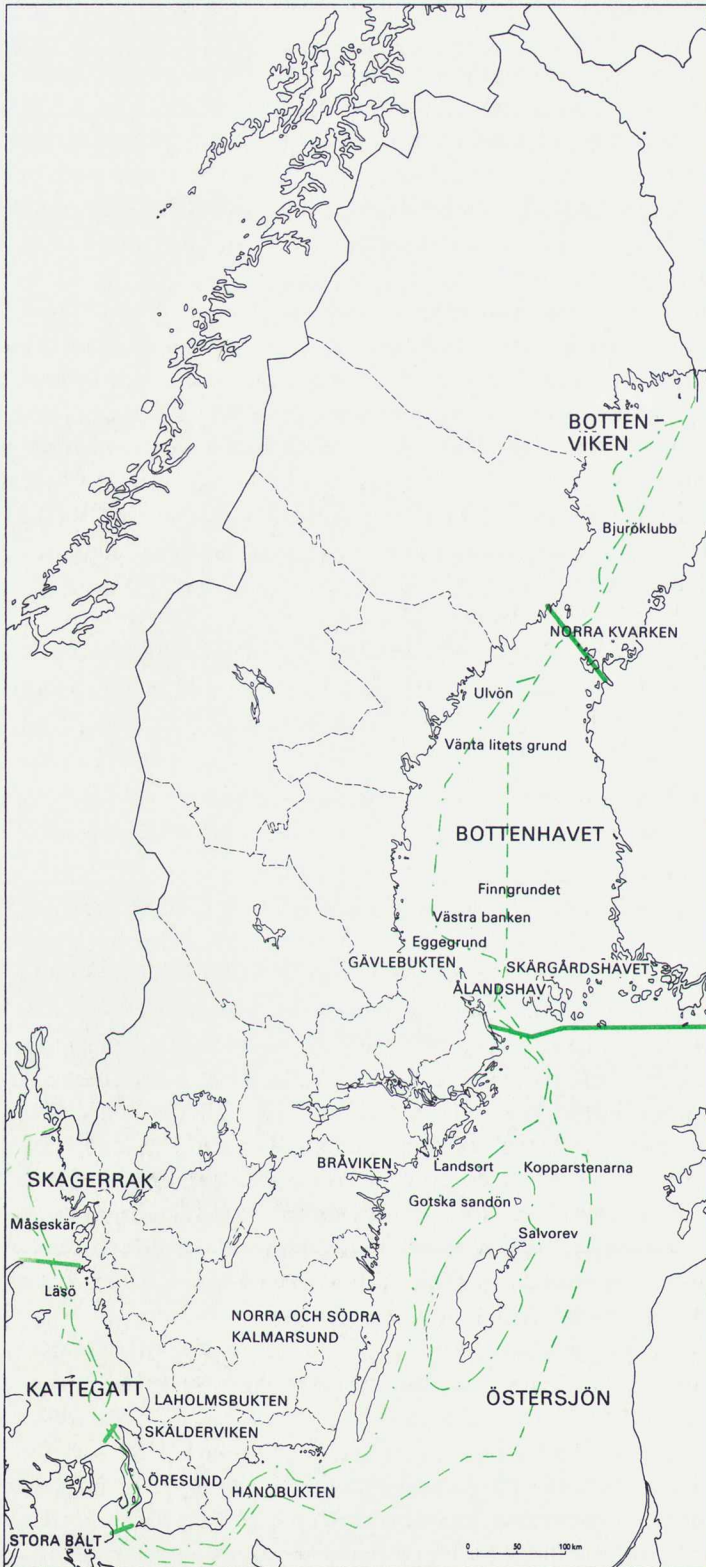 BOTTEN –
VIKEN
Bjuröklubb
NORRA KVARKEN
Ulvön
Vänta litets grund
BOTTENHAVET
Finngrundet
Västra banken
Eggegrund
GÄVLEBUKTEN
SKÄRGÅRDSHAVET
ÅLANDSHAV
BRÅVIKEN
Landsort
Kopparstenarna
SKAGERRAK
Gotska sandön
Måseskär
Salvorev
Läsö
NORRA OCH SÖDRA
KALMARSUND
KATTEGATT
LAHOLMSBUKTEN
ÖSTERSJÖN
SKÄLDERVIKEN
ÖRESUND
HANÖBUKTEN
STORA BÄLT
0 50 100 km